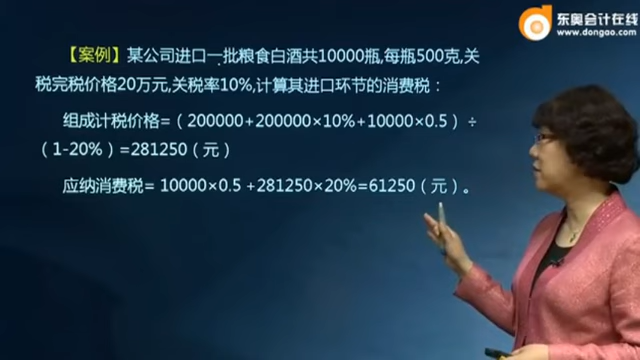 东奥会计在线
www.dongao.com
【案例】某公司进口一批粮食白酒共10000瓶,每瓶500克,关
税完税价格20万元,关税率10%,计算其进口环节的消费税：
组成计税价格=（200000+200000×10%+10000×0.5）÷
（1-20%）=281250（元）
应纳消费税= 10000×0.5 +281250×20%=61250（元）。